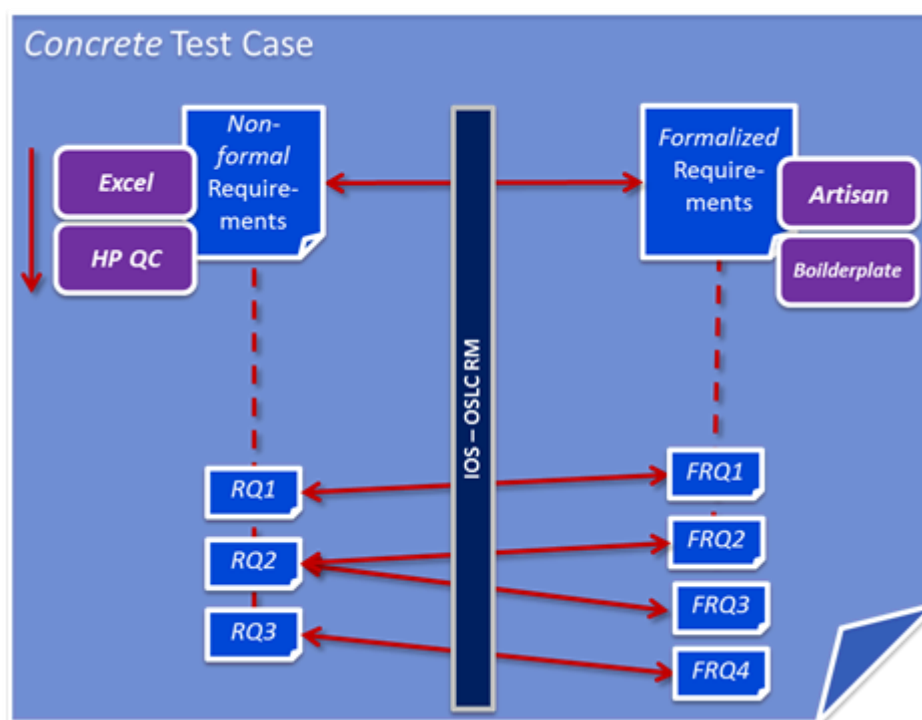 Concrete Test Case
Non-
formal
Require-
ments
Excel
HP QC
IOS – OSLC RM
Formalized
Require-
ments
Artisan
Boilderplate
RQ1
RQ2
RQ3
FRQ1
FRQ2
FRQ3
FRQ4